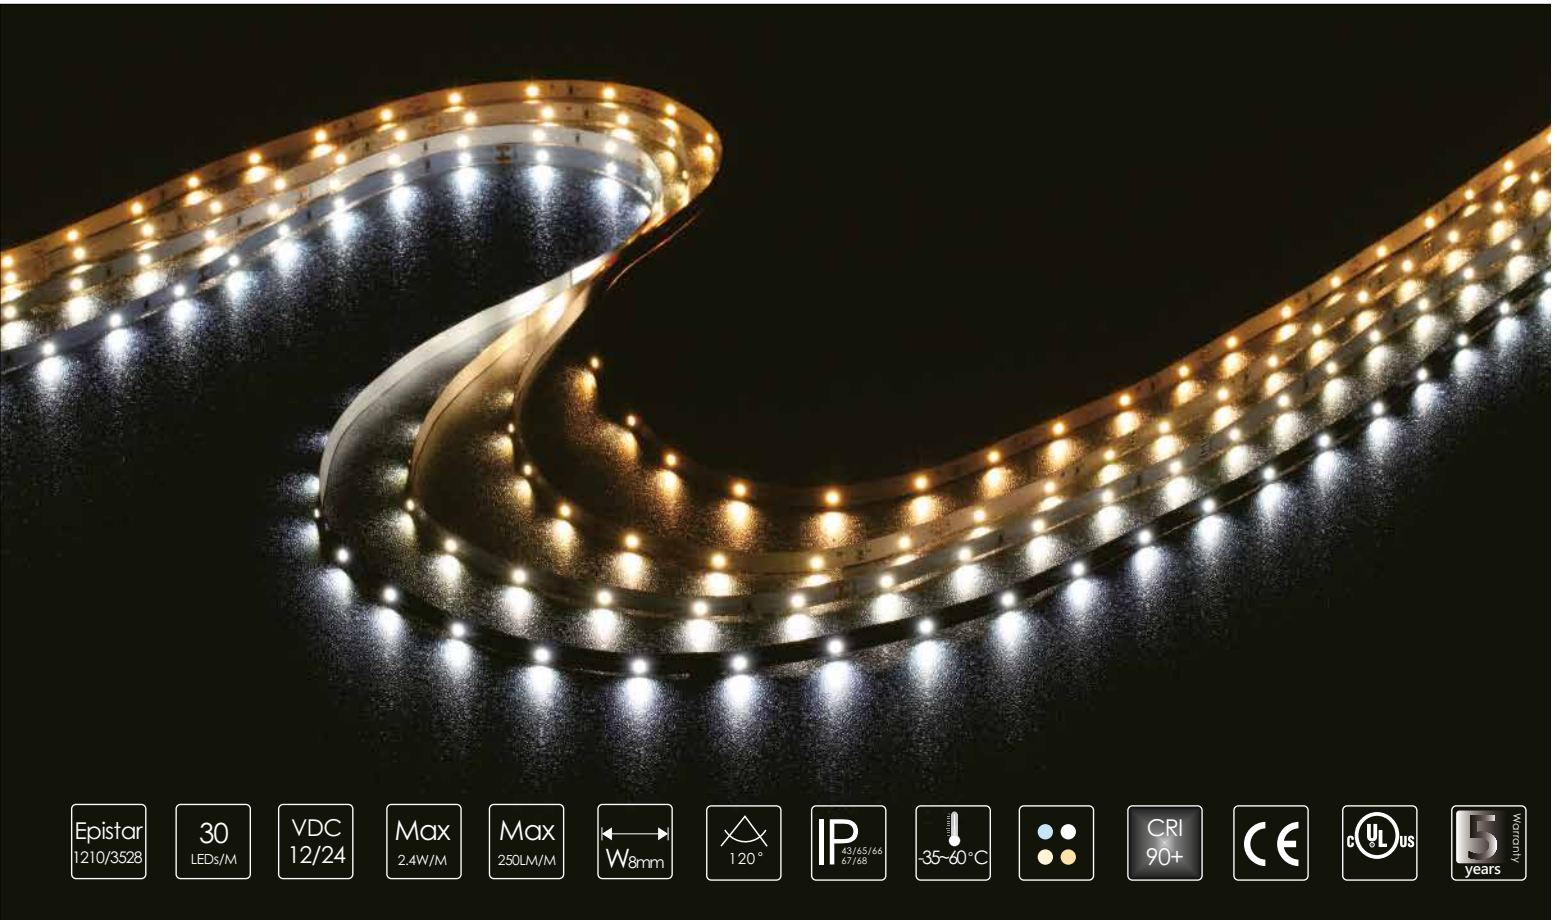 Epistar
1210/3528
30
LEDs/M
VDC
12/24
Max
2.4W/M
Max
250LM/M
W8mm
120°
IP
43/65/66
67/68
-35~60°C
CRI
90+
CE
c UL us
5
years
Warranty